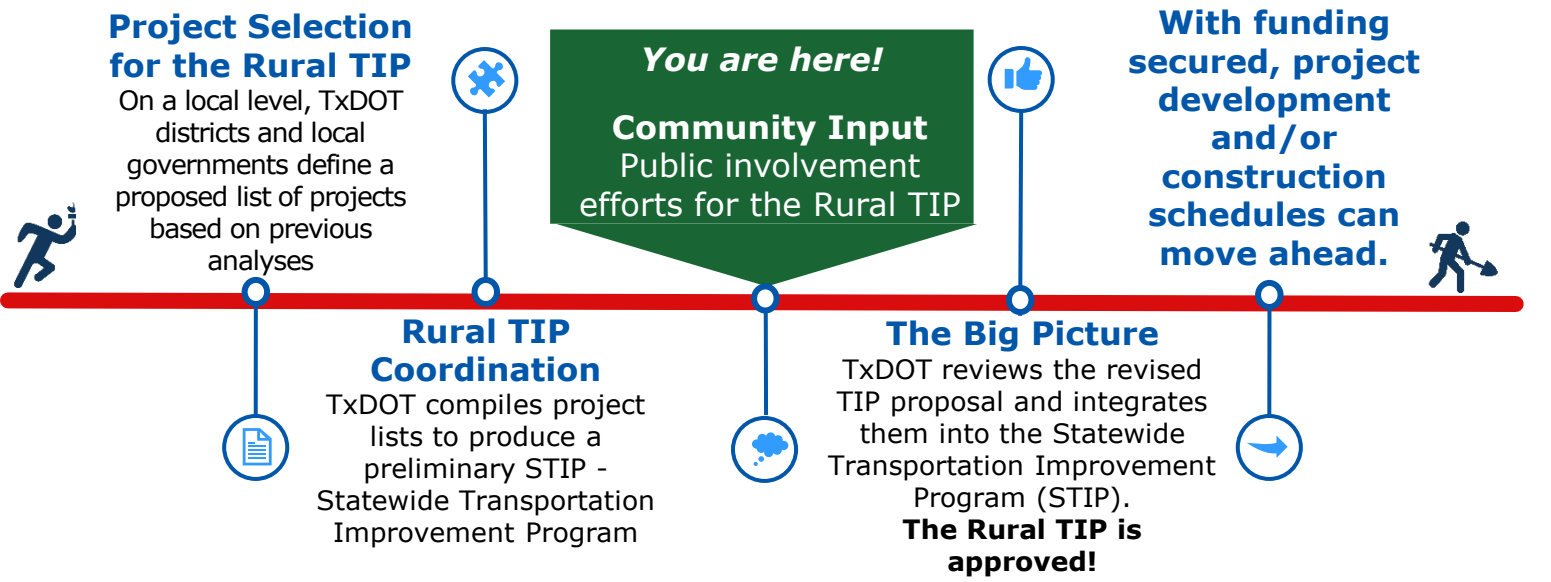 Project Selection
for the Rural TIP
On a local level, TxDOT
districts and local
governments define a
proposed list of projects
based on previous
analyses
Rural TIP
Coordination
TxDOT compiles project
lists to produce a
preliminary STIP -
Statewide Transportation
Improvement Program
You are here!
Community Input
Public involvement
efforts for the Rural TIP
The Big Picture
TxDOT reviews the revised
TIP proposal and integrates
them into the Statewide
Transportation Improvement
Program (STIP).
The Rural TIP is
approved!
With funding
secured, project
development
and/or
construction
schedules can
move ahead.